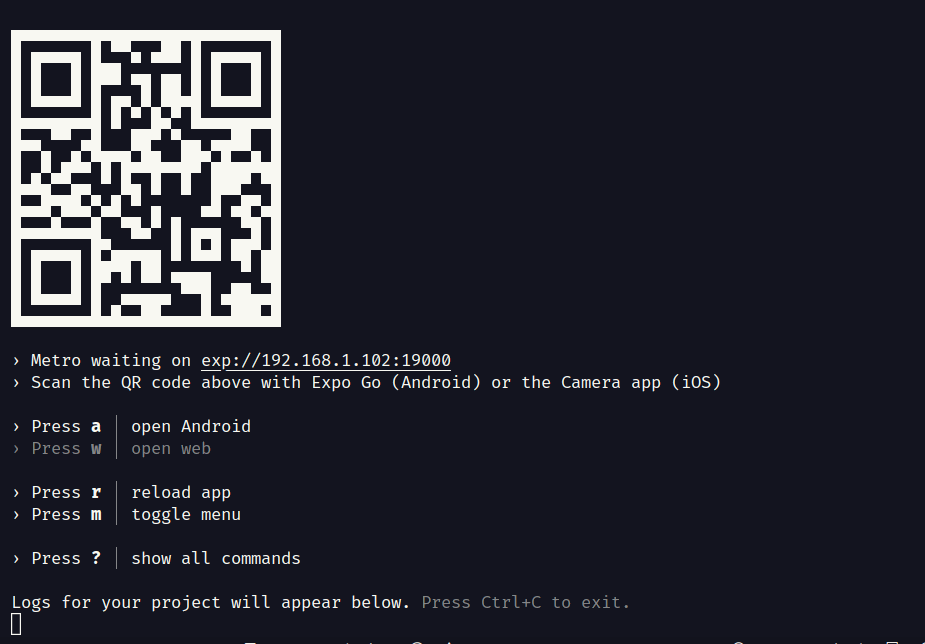 › Metro waiting on exp://192.168.1.102:19000
› Scan the QR code above with Expo Go (Android) or the Camera app (iOS)
› Press a │ open Android
› Press w │ open web
› Press r │ reload app
› Press m │ toggle menu
› Press ? │ show all commands
Logs for your project will appear below. Press Ctrl+C to exit.